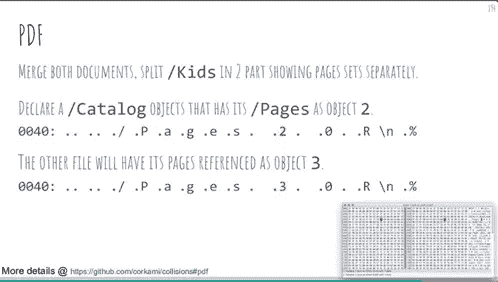 PDF
Merge both documents, split /Kids in 2 part showing pages sets separately.
Declare a /Catalog objects that has its /Pages as object 2.
0040: .. .. ./ .P .a .g .e .s . .2 . .0 . .R \n .%
The other file will have its pages referenced as object 3.
0040: .. .. ./ .P .a .g .e .s . .3 . .0 . .R \n .%
More details @ https://github.com/corkami/collisions#pdf